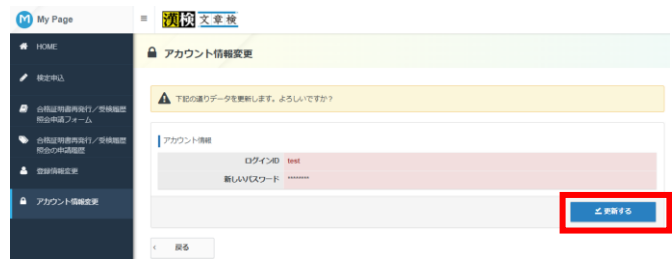 M My Page
≡ 漢検 文章検
HOME
アカウント情報変更
検定申込
下記の通りデータを更新します。よろしいですか?
合格証明書再発行/受検履歴
照会申請フォーム
合格証明書再発行/受検履歴
照会の申請履歴
アカウント情報
ログインID test
新しいパスワード ********
登録情報変更
アカウント情報変更
更新する
< 戻る